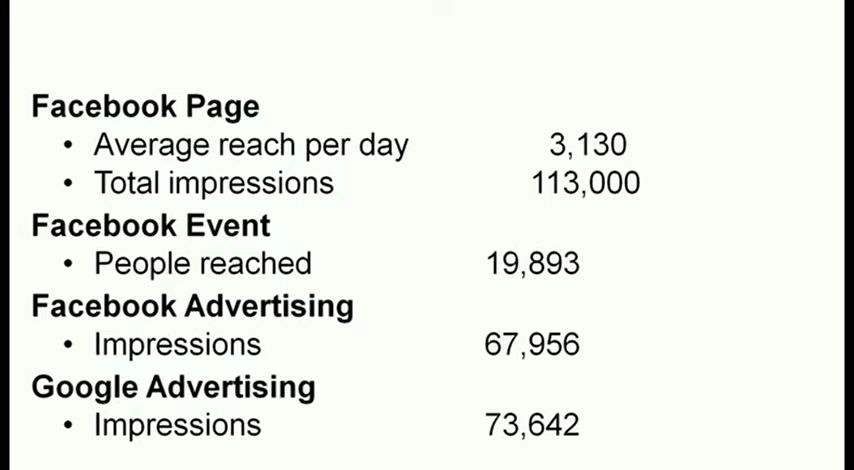 Facebook Page
• Average reach per day 3,130
• Total impressions 113,000
Facebook Event
• People reached 19,893
Facebook Advertising
• Impressions 67,956
Google Advertising
• Impressions 73,642